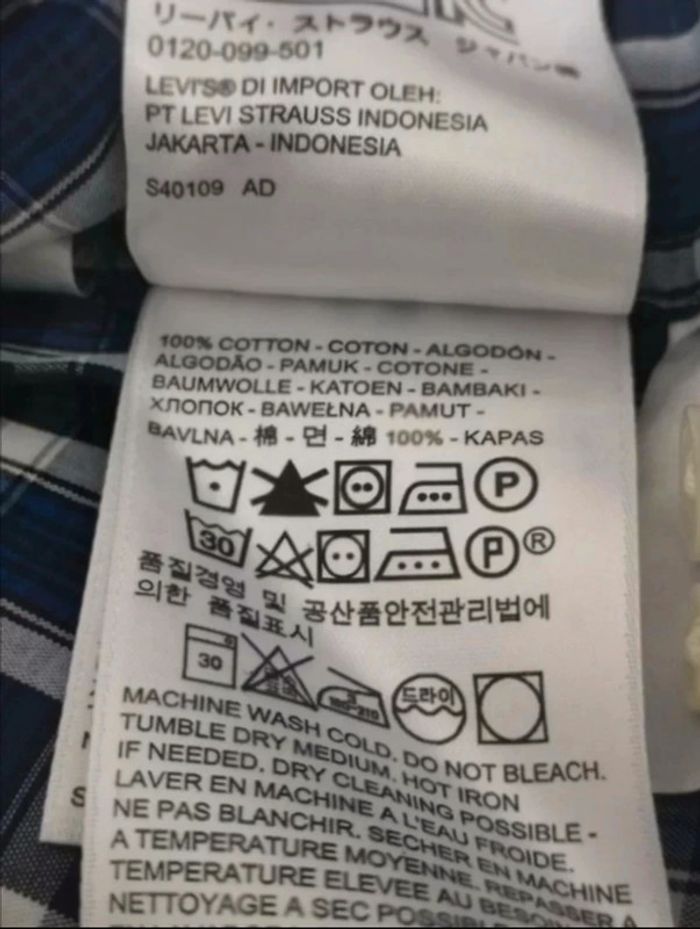 リーバイ・ストラウス ジャパン㈱
0120-099-501
LEVI'S® DI IMPORT OLEH:
PT LEVI STRAUSS INDONESIA
JAKARTA - INDONESIA
S40109 AD
100% COTTON - COTON - ALGODÓN -
ALGODÃO - PAMUK - COTONE -
BAUMWOLLE - KATOEN - BAMBAKI -
ХЛОПОК - BAWEŁNA - PAMUT -
BAVLNA - 棉 - 면 - 綿 100% - KAPAS
P
30 P ®
품질경영 및 공산품안전관리법에
의한 품질표시
30 드라이
MACHINE WASH COLD. DO NOT BLEACH.
TUMBLE DRY MEDIUM. HOT IRON
IF NEEDED. DRY CLEANING POSSIBLE -
LAVER EN MACHINE A L'EAU FROIDE.
NE PAS BLANCHIR. SECHER EN MACHINE
A TEMPERATURE MOYENNE. REPASSER A
TEMPERATURE ELEVEE AU BESOIN.
NETTOYAGE A SEC POSSIBLE